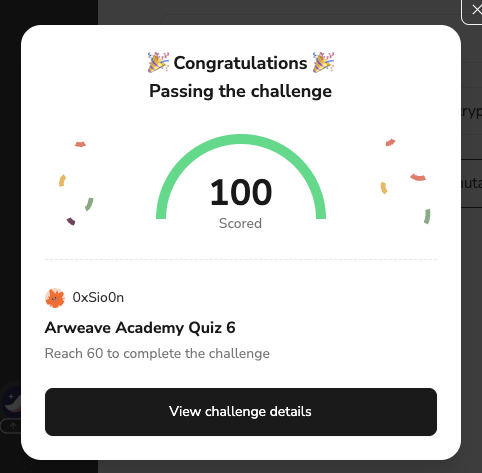 Congratulations
Passing the challenge
100
Scored
0xSio0n
Arweave Academy Quiz 6
Reach 60 to complete the challenge
View challenge details